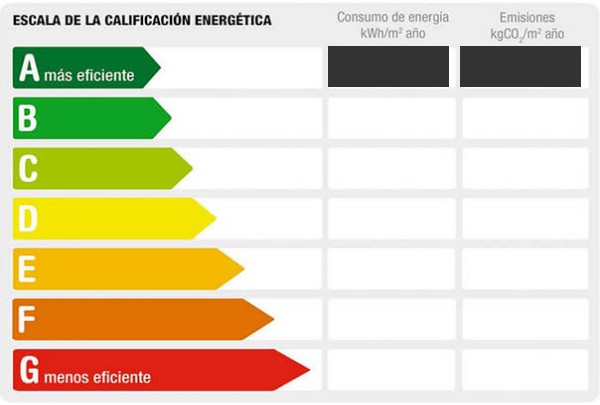 ESCALA DE LA CALIFICACIÓN ENERGÉTICA
Consumo de energía
kWh/m² año
Emisiones
kgCO₂/m² año
A más eficiente
B
C
D
E
F
G menos eficiente